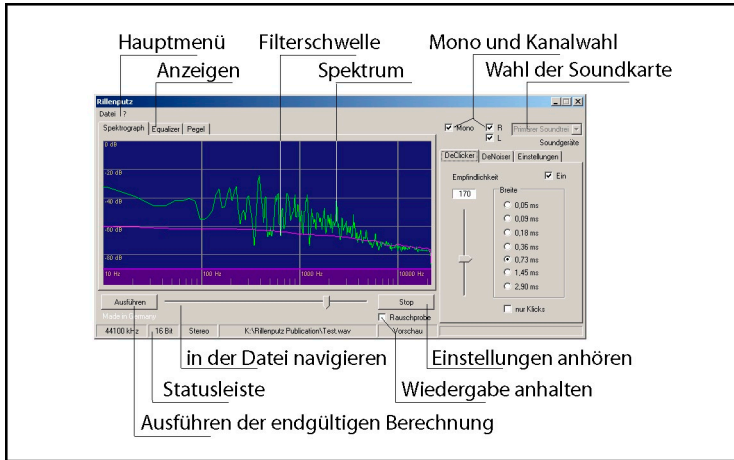 Hauptmenü Filterschwelle Mono und Kanalwahl
Anzeigen Spektrum Wahl der Soundkarte
Rillenputz
Datei ?
Spektrograph Equalizer Pegel
Mono R Primärer Soundtrei
L
Soundgeräte
DeClicker DeNoiser Einstellungen
0 dB
-20 dB
-40 dB
-60 dB
-80 dB
10 Hz 100 Hz 1000 Hz 10000 Hz
Empfindlichkeit Ein
170
Breite
0,05 ms
0,09 ms
0,18 ms
0,36 ms
0,73 ms
1,45 ms
2,90 ms
nur Klicks
Ausführen Stop
Made in Germany Rauschprobe
44100 kHz 16 Bit Stereo K:\Rillenputz Publication\Test.wav Vorschau
in der Datei navigieren Einstellungen anhören
Statusleiste Wiedergabe anhalten
Ausführen der endgültigen Berechnung